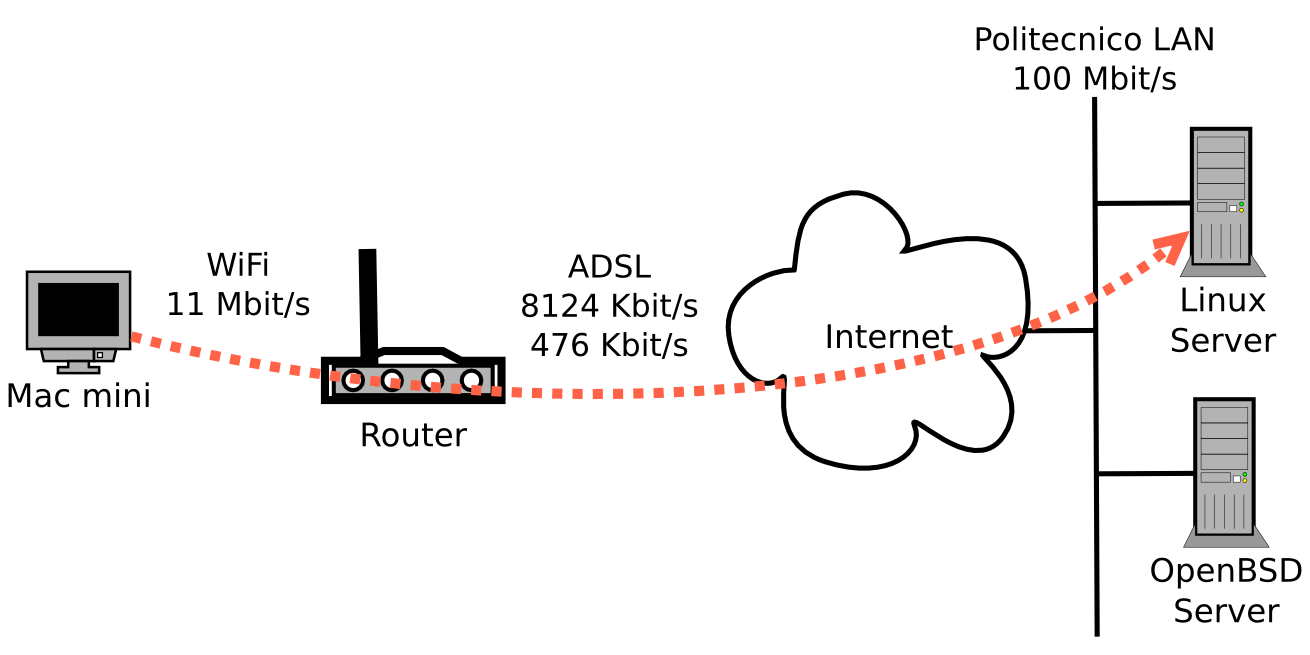 Politecnico LAN
100 Mbit/s
WiFi
11 Mbit/s
ADSL
8124 Kbit/s
476 Kbit/s
Internet
Linux
Server
Mac mini
Router
OpenBSD
Server